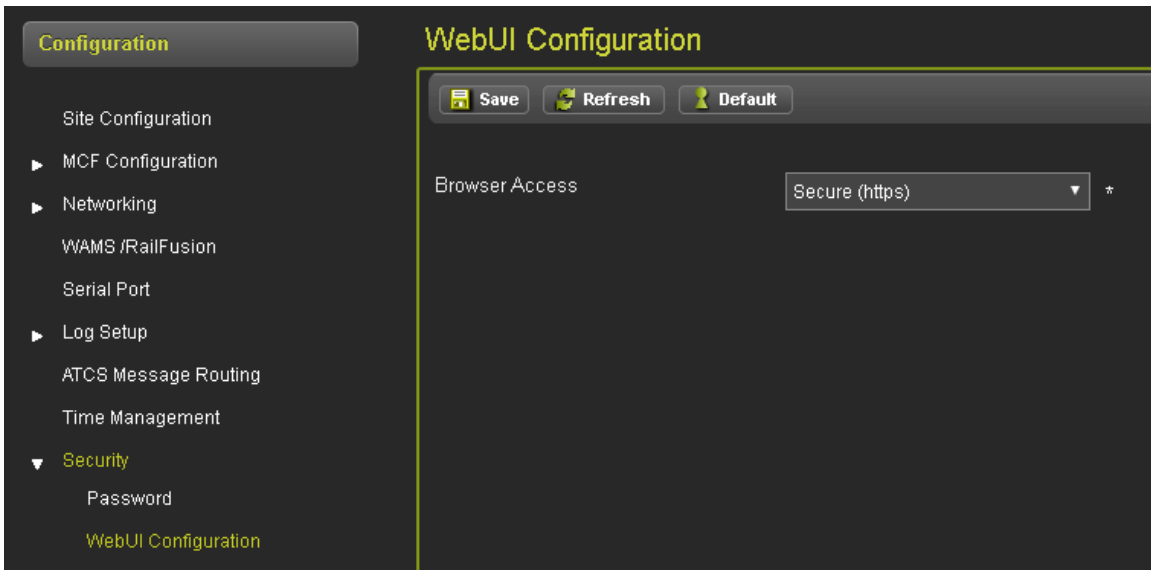 Configuration
Site Configuration
MCF Configuration
Networking
WAMS /RailFusion
Serial Port
Log Setup
ATCS Message Routing
Time Management
Security
Password
WebUI Configuration
WebUI Configuration
Save Refresh Default
Browser Access Secure (https) *